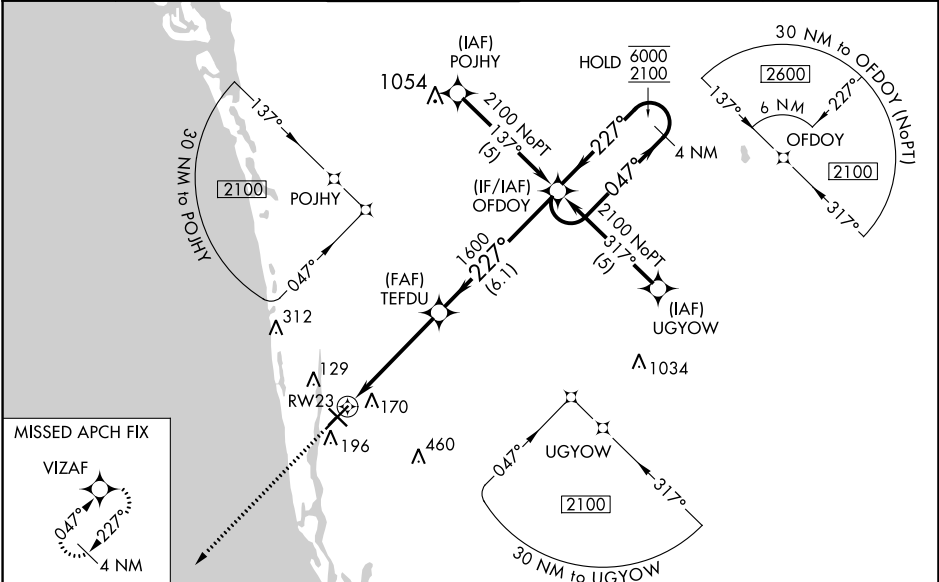 (IAF)
POJHY
1054
2100 NoPT
137°
(5)
HOLD
6000
2100
227°
047°
4 NM
(IF/IAF)
OFDOY
2100 NoPT
317°
(5)
(IAF)
UGYOW
1600
227°
(6.1)
(FAF)
TEFDU
30 NM to OFDOY (NoPT)
2600
137°
6 NM
227°
OFDOY
2100
317°
137°
2100
POJHY
30 NM to POJHY
047°
312
129
RW23
170
196
460
1034
UGYOW
047°
317°
2100
30 NM to UGYOW
MISSED APCH FIX
VIZAF
047°
227°
4 NM